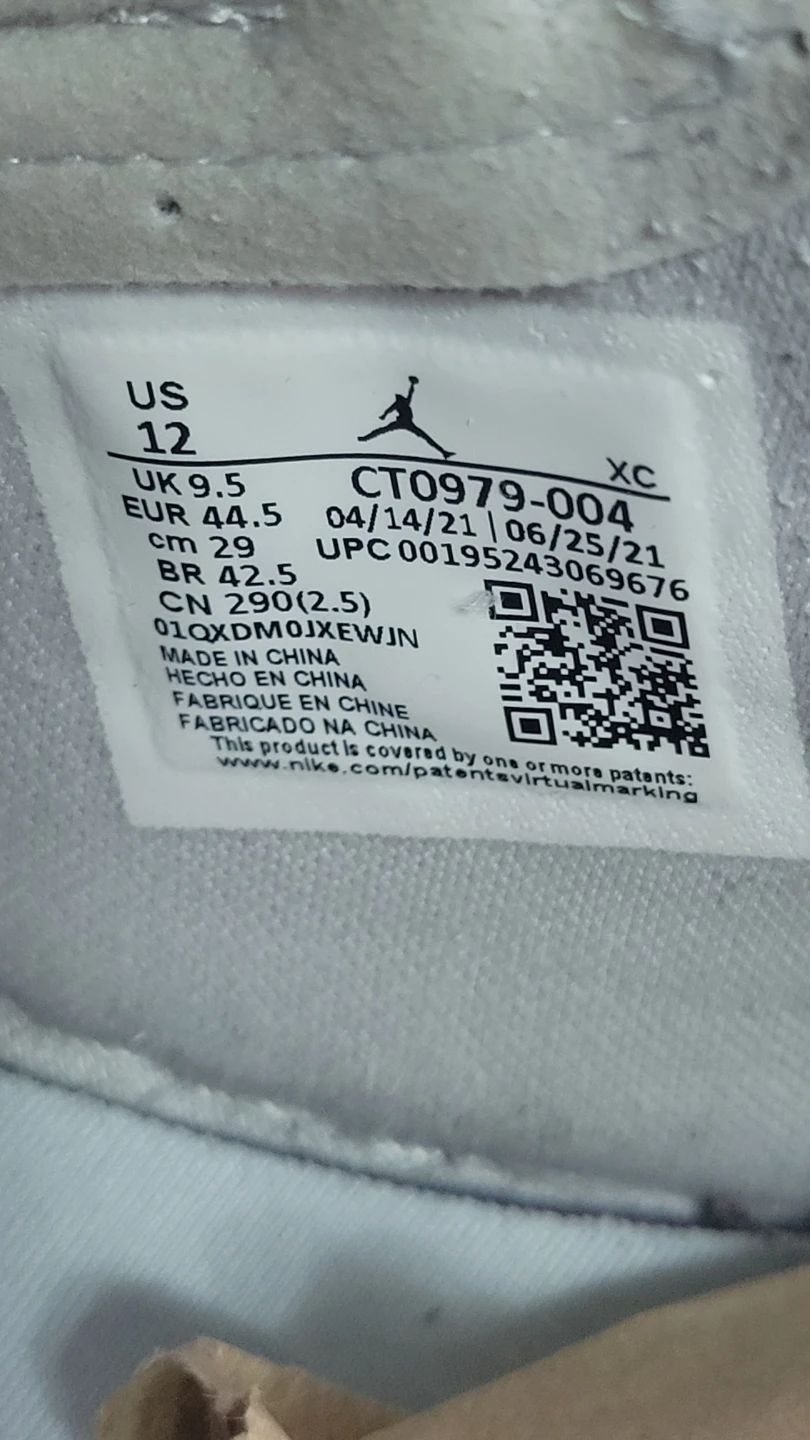 US
12
XC
UK 9.5
CT0979-004
EUR 44.5
04/14/21 | 06/25/21
cm 29
UPC 00195243069676
BR 42.5
CN 290(2.5)
01QXDM0JXEWJN
MADE IN CHINA
HECHO EN CHINA
FABRIQUE EN CHINE
FABRICADO NA CHINA
This product is covered by one or more patents:
www.nike.com/patentsvirtualmarking